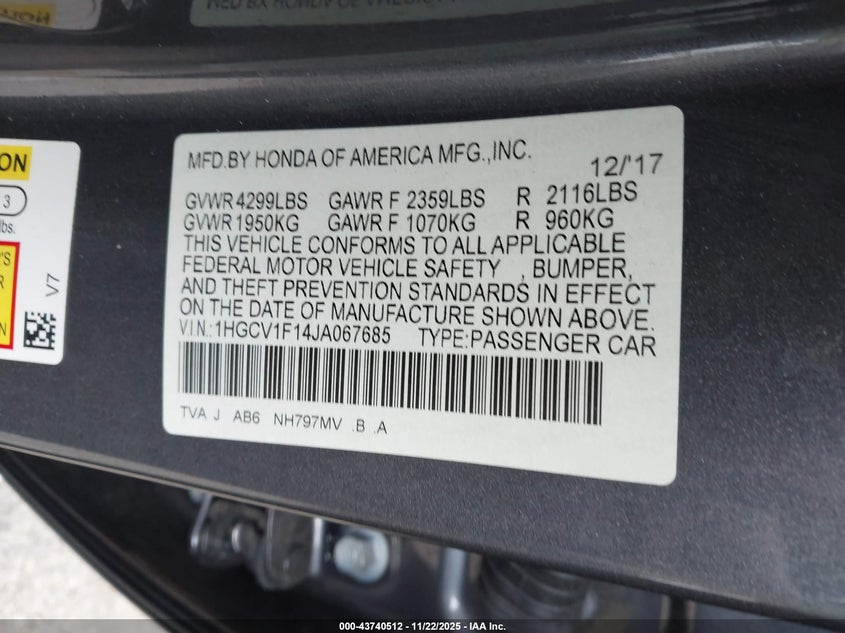 MFD.BY HONDA OF AMERICA MFG.,INC. 12/'17
GVWR 4299LBS GAWR F 2359LBS R 2116LBS
GVWR 1950KG GAWR F 1070KG R 960KG
THIS VEHICLE CONFORMS TO ALL APPLICABLE
FEDERAL MOTOR VEHICLE SAFETY , BUMPER,
AND THEFT PREVENTION STANDARDS IN EFFECT
ON THE DATE OF MANUFACTURE SHOWN ABOVE.
V.I.N.:1HGCV1F14JA067685 TYPE:PASSENGER CAR
TVA J AB6 NH797MV .B .A
ON
3
lbs.
'S
R
N
V7
000-43740512 - 11/22/2025 - IAA Inc.